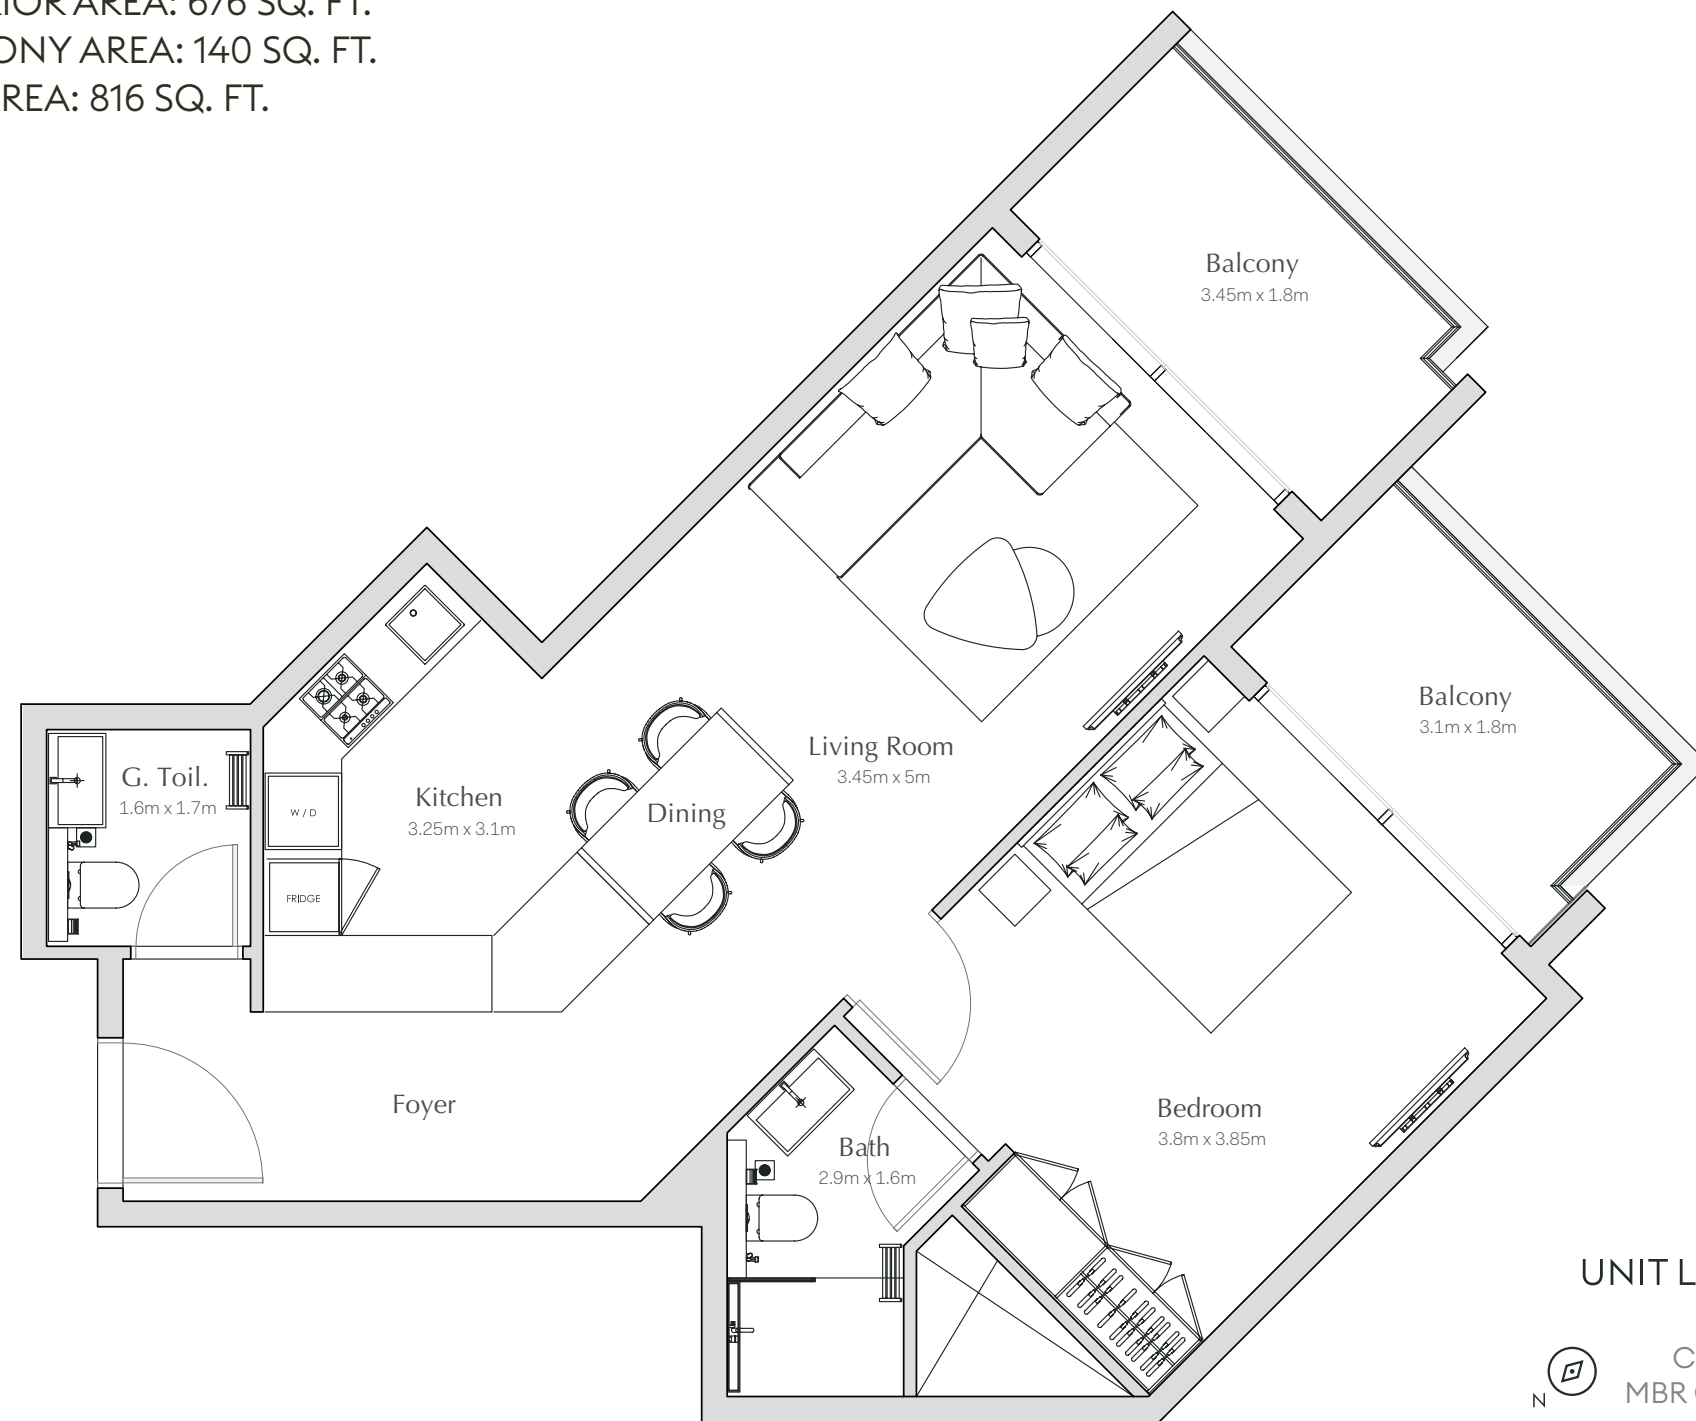 RIOR AREA: 676 SQ. FT.
ONY AREA: 140 SQ. FT.
AREA: 816 SQ. FT.
Balcony
3.45m x 1.8m
Balcony
3.1m x 1.8m
Living Room
3.45m x 5m
G. Toil.
1.6m x 1.7m
W / D
Kitchen
3.25m x 3.1m
Dining
FRIDGE
Foyer
Bedroom
3.8m x 3.85m
Bath
2.9m x 1.6m
UNIT L
C
MBR
N